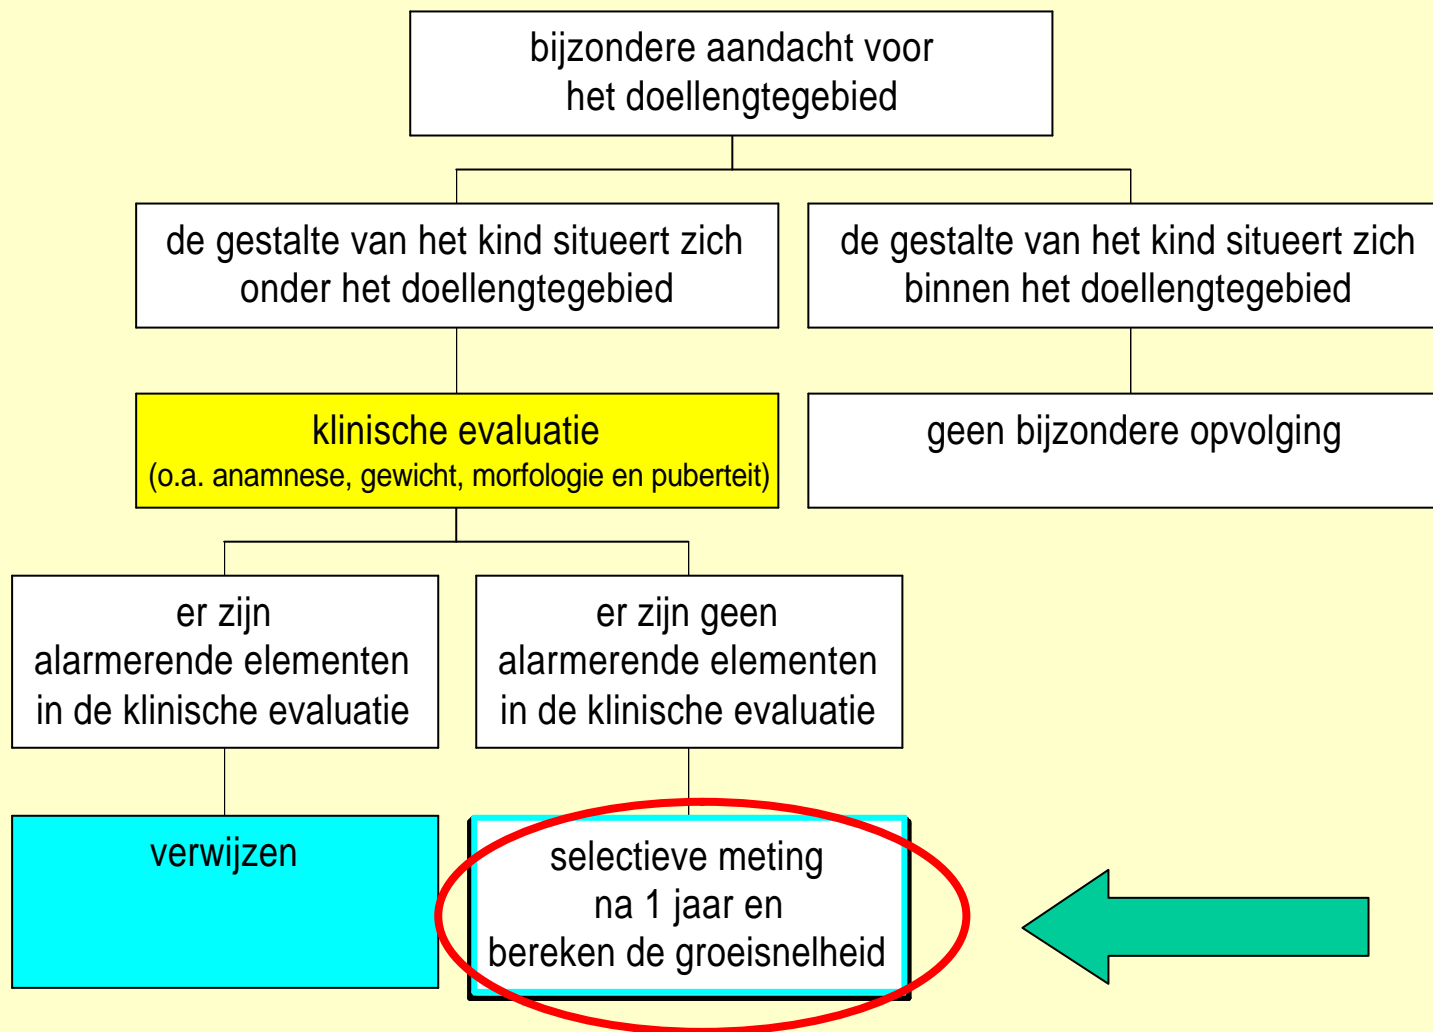 bijzondere aandacht voor
het doellengtegebied
de gestalte van het kind situeert zich
onder het doellengtegebied
de gestalte van het kind situeert zich
binnen het doellengtegebied
klinische evaluatie
(o.a. anamnese, gewicht, morfologie en puberteit)
geen bijzondere opvolging
er zijn
alarmerende elementen
in de klinische evaluatie
er zijn geen
alarmerende elementen
in de klinische evaluatie
verwijzen
selectieve meting
na 1 jaar en
bereken de groeisnelheid